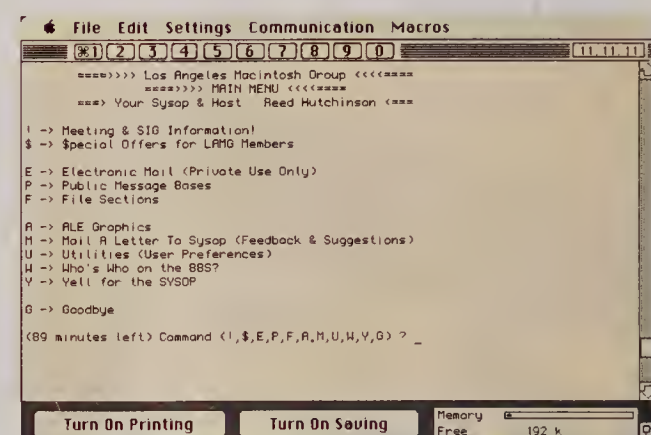 File Edit Settings Communication Macros
⌘1 2 3 4 5 6 7 8 9 0 11.11.11
====>>>> Los Angeles Macintosh Group <<<<====
====>>>> MAIN MENU <<<<====
===> Your Sysop & Host Reed Hutchinson <===
! -> Meeting & SIG Information!
$ -> $pecial Offers for LAMG Members
E -> Electronic Mail (Private Use Only)
P -> Public Message Bases
F -> File Sections
A -> ALE Graphics
M -> Mail A Letter To Sysop (Feedback & Suggestions)
U -> Utilities (User Preferences)
W -> Who's Who on the BBS?
Y -> Yell for the SYSOP
G -> Goodbye
(89 minutes left) Command (!,$,E,P,F,A,M,U,W,Y,G) ? _
Turn On Printing Turn On Saving Memory
Free 192 k